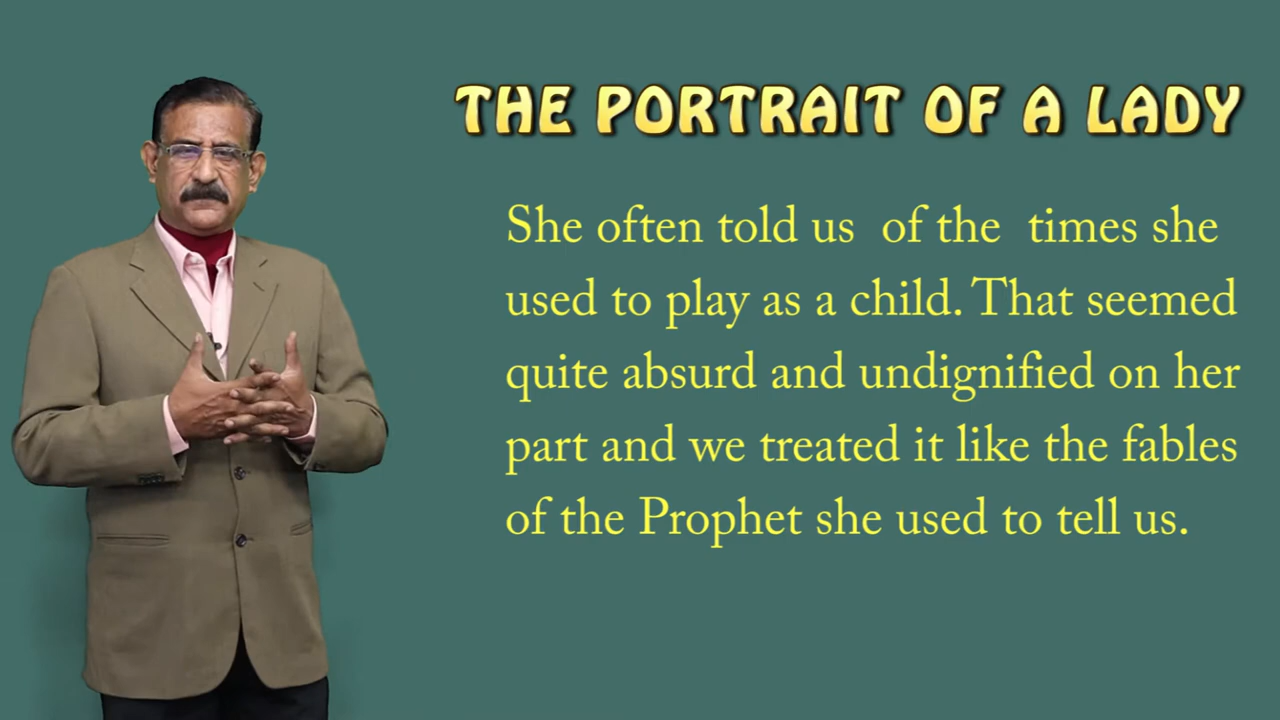 THE PORTRAIT OF A LADY
She often told us of the times she
used to play as a child. That seemed
quite absurd and undignified on her
part and we treated it like the fables
of the Prophet she used to tell us.